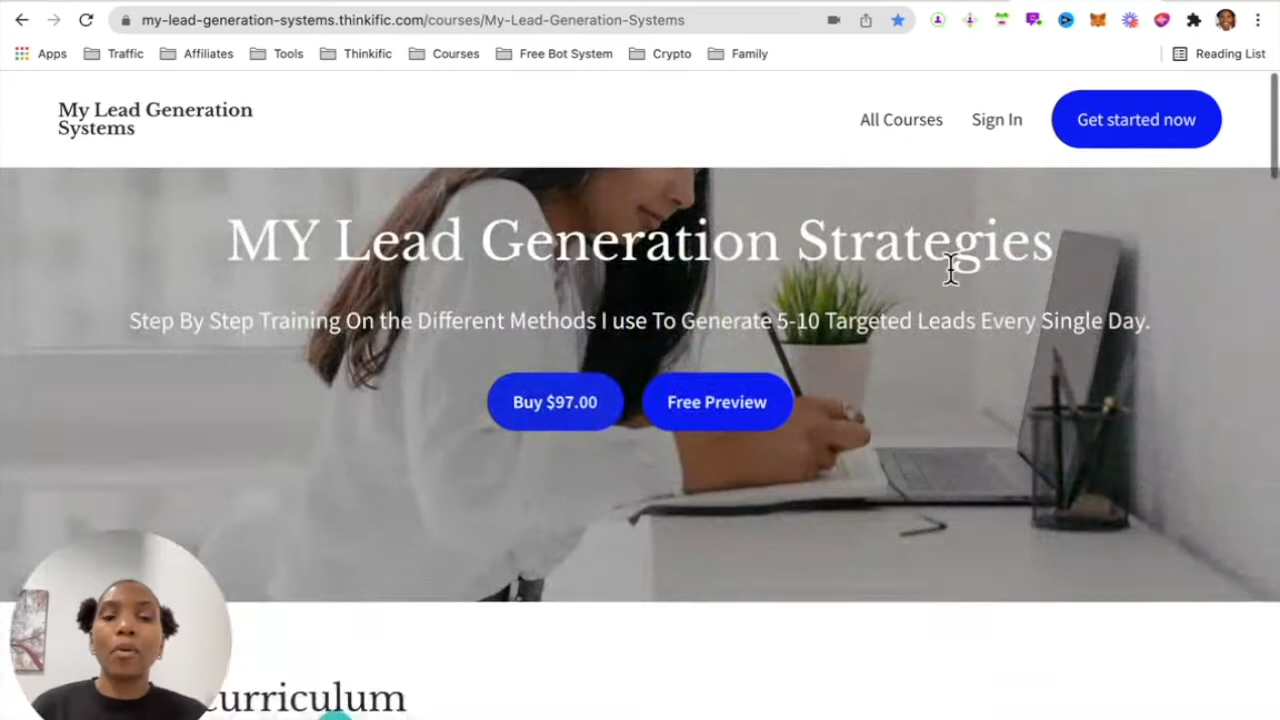 my-lead-generation-systems.thinkific.com/courses/My-Lead-Generation-Systems
Apps Traffic Affiliates Tools Thinkific Courses Free Bot System Crypto Family Reading List
My Lead Generation
Systems
All Courses Sign In Get started now
MY Lead Generation Strategies
Step By Step Training On the Different Methods I use To Generate 5-10 Targeted Leads Every Single Day.
Buy $97.00 Free Preview
curriculum